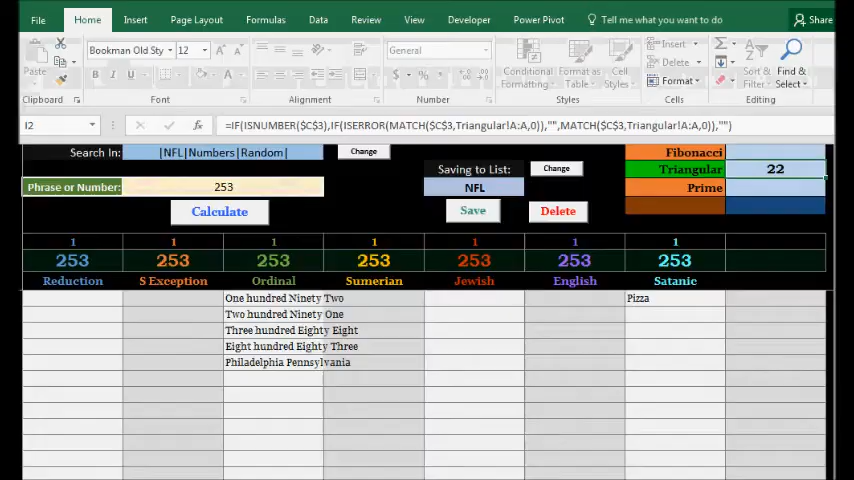 File Home Insert Page Layout Formulas Data Review View Developer Power Pivot Tell me what you want to do Share
Cut
Paste
Bookman Old Sty 12 A A General Insert Σ
B I U A $ % Conditional Formatting Format as Table Cell Styles Delete Format Sort & Filter Find & Select
Clipboard Font Alignment Number Styles Cells Editing
I2 fx =IF(ISNUMBER($C$3),IF(ISERROR(MATCH($C$3,Triangular!A:A,0)),"",MATCH($C$3,Triangular!A:A,0)),"")
Search In: |NFL|Numbers|Random| Change Fibonacci
Saving to List: Change Triangular 22
Phrase or Number: 253 NFL Prime
Calculate Save Delete
1 1 1 1 1 1 1
253 253 253 253 253 253 253
Reduction S Exception Ordinal Sumerian Jewish English Satanic
One hundred Ninety Two Pizza
Two hundred Ninety One
Three hundred Eighty Eight
Eight hundred Eighty Three
Philadelphia Pennsylvania